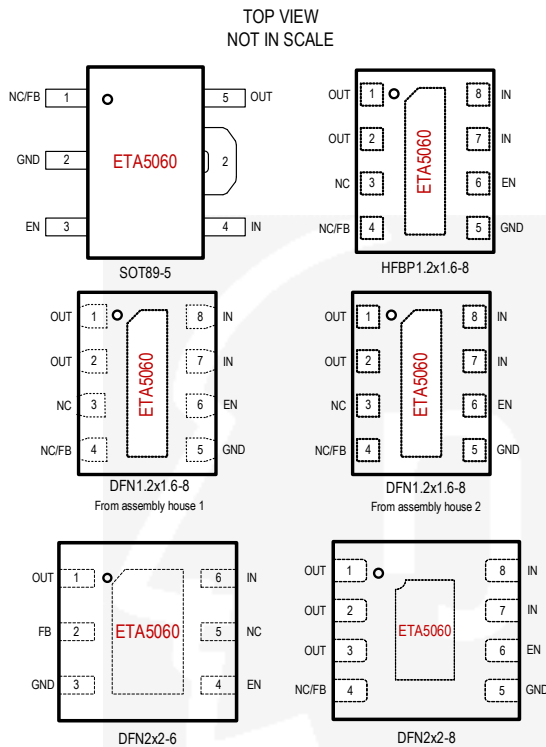 TOP VIEW
NOT IN SCALE
NC/FB 1 5 OUT
GND 2 ETA5060 2
EN 3 4 IN
SOT89-5
OUT 1 8 IN
OUT 2 7 IN
ETA5060
NC 3 6 EN
NC/FB 4 5 GND
HFBP1.2x1.6-8
OUT 1 8 IN
OUT 2 7 IN
ETA5060
NC 3 6 EN
NC/FB 4 5 GND
DFN1.2x1.6-8
From assembly house 1
OUT 1 8 IN
OUT 2 7 IN
ETA5060
NC 3 6 EN
NC/FB 4 5 GND
DFN1.2x1.6-8
From assembly house 2
OUT 1 6 IN
FB 2 ETA5060 5 NC
GND 3 4 EN
DFN2x2-6
OUT 1 8 IN
OUT 2 7 IN
ETA5060
OUT 3 6 EN
NC/FB 4 5 GND
DFN2x2-8